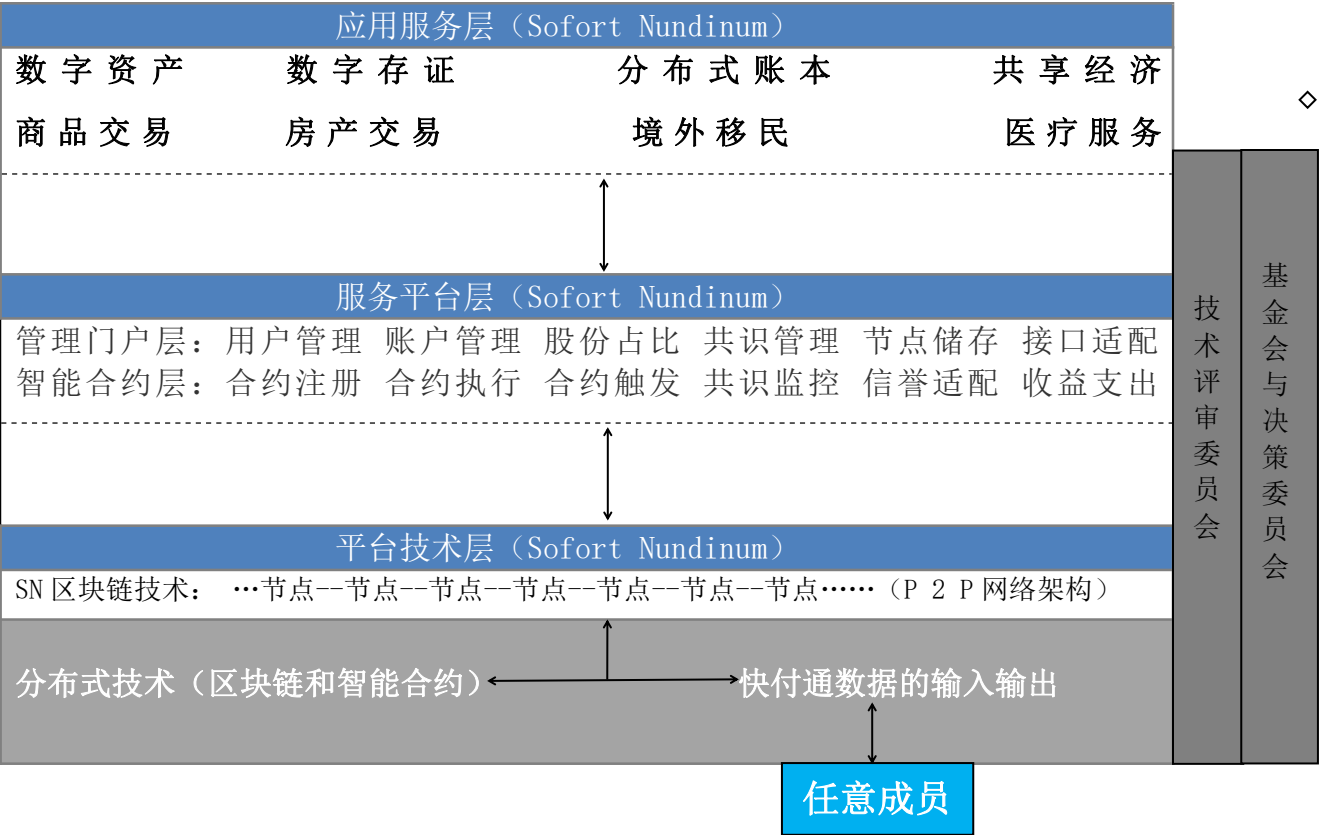 应用服务层（Sofort Nundinum）
数字资产 数字存证 分布式账本 共享经济
商品交易 房产交易 境外移民 医疗服务
服务平台层（Sofort Nundinum）
管理门户层：用户管理 账户管理 股份占比 共识管理 节点储存 接口适配
智能合约层：合约注册 合约执行 合约触发 共识监控 信誉适配 收益支出
平台技术层（Sofort Nundinum）
SN区块链技术： …节点--节点--节点--节点--节点--节点--节点……（P 2 P网络架构）
分布式技术（区块链和智能合约） 快付通数据的输入输出
任意成员
技术评审委员会
基金会与决策委员会